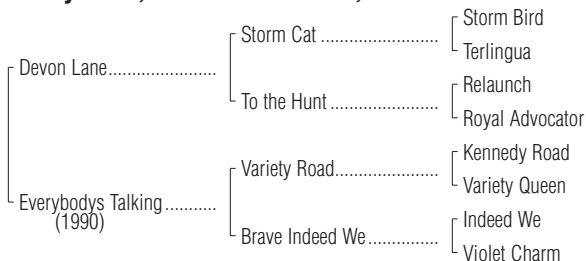 Storm Bird
Storm Cat ............................
Terlingua
Devon Lane.........................
Relaunch
To the Hunt .........................
Royal Advocator
Kennedy Road
Variety Road........................
Variety Queen
Everybodys Talking ...........
(1990)
Indeed We
Brave Indeed We................
Violet Charm